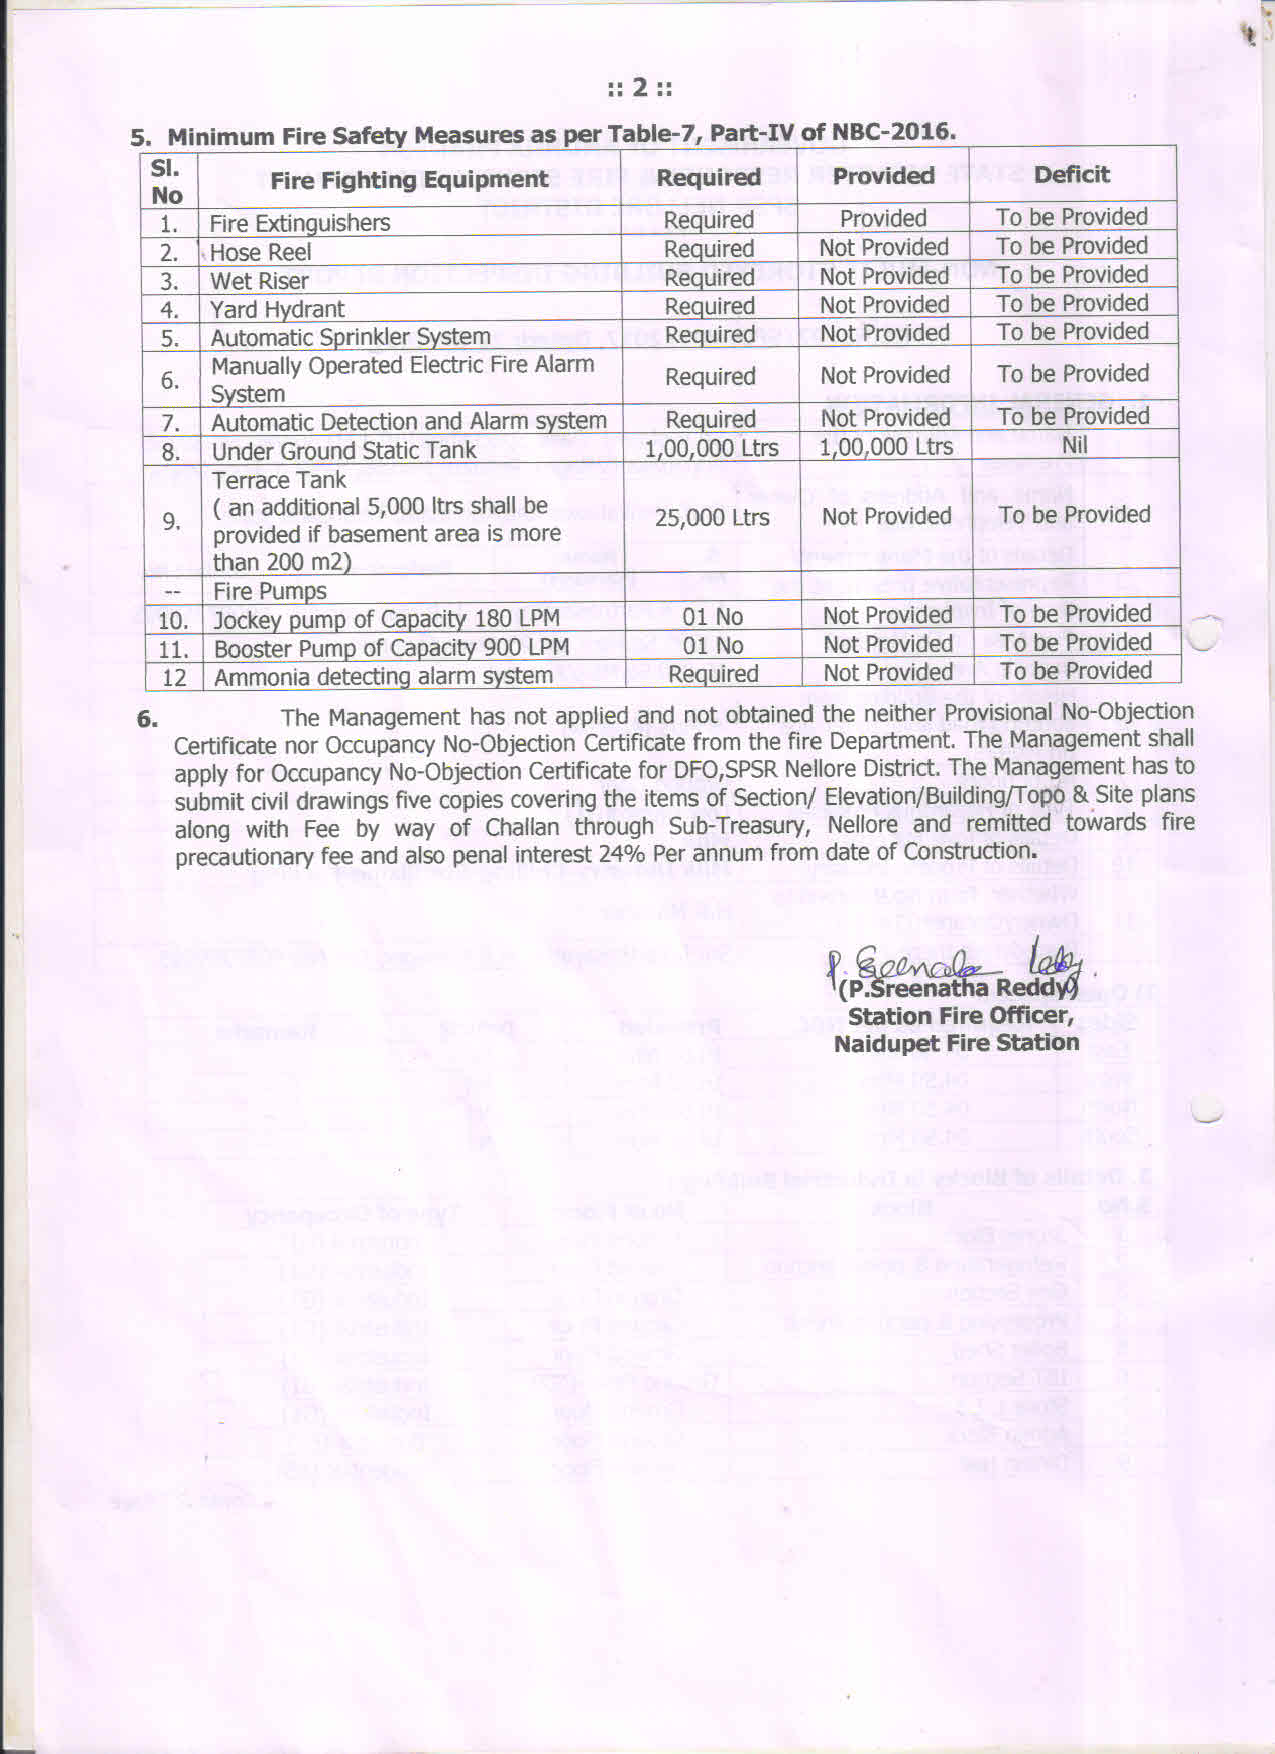 :: 2 ::
5. Minimum Fire Safety Measures as per Table-7, Part-IV of NBC-2016.
Sl. No Fire Fighting Equipment Required Provided Deficit
1. Fire Extinguishers Required Provided To be Provided
2. Hose Reel Required Not Provided To be Provided
3. Wet Riser Required Not Provided To be Provided
4. Yard Hydrant Required Not Provided To be Provided
5. Automatic Sprinkler System Required Not Provided To be Provided
6. Manually Operated Electric Fire Alarm System Required Not Provided To be Provided
7. Automatic Detection and Alarm system Required Not Provided To be Provided
8. Under Ground Static Tank 1,00,000 Ltrs 1,00,000 Ltrs Nil
9. Terrace Tank
( an additional 5,000 ltrs shall be
provided if basement area is more
than 200 m2) 25,000 Ltrs Not Provided To be Provided
-- Fire Pumps
10. Jockey pump of Capacity 180 LPM 01 No Not Provided To be Provided
11. Booster Pump of Capacity 900 LPM 01 No Not Provided To be Provided
12 Ammonia detecting alarm system Required Not Provided To be Provided
6. The Management has not applied and not obtained the neither Provisional No-Objection
Certificate nor Occupancy No-Objection Certificate from the fire Department. The Management shall
apply for Occupancy No-Objection Certificate for DFO,SPSR Nellore District. The Management has to
submit civil drawings five copies covering the items of Section/ Elevation/Building/Topo & Site plans
along with Fee by way of Challan through Sub-Treasury, Nellore and remitted towards fire
precautionary fee and also penal interest 24% Per annum from date of Construction.
P. Sreenatha Reddy.
(P.Sreenatha Reddy)
Station Fire Officer,
Naidupet Fire Station